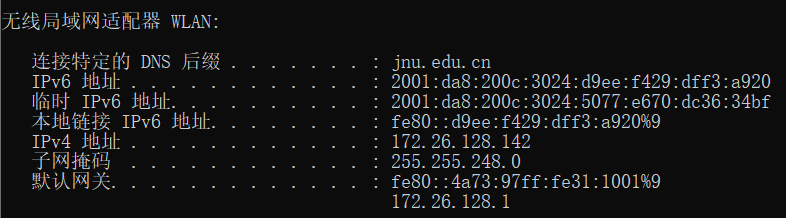 无线局域网适配器 WLAN:
连接特定的 DNS 后缀 . . . . . . . : jnu.edu.cn
IPv6 地址 . . . . . . . . . . . . : 2001:da8:200c:3024:d9ee:f429:dff3:a920
临时 IPv6 地址. . . . . . . . . . : 2001:da8:200c:3024:5077:e670:dc36:34bf
本地链接 IPv6 地址. . . . . . . . : fe80::d9ee:f429:dff3:a920%9
IPv4 地址 . . . . . . . . . . . . : 172.26.128.142
子网掩码 . . . . . . . . . . . . : 255.255.248.0
默认网关. . . . . . . . . . . . . : fe80::4a73:97ff:fe31:1001%9
172.26.128.1